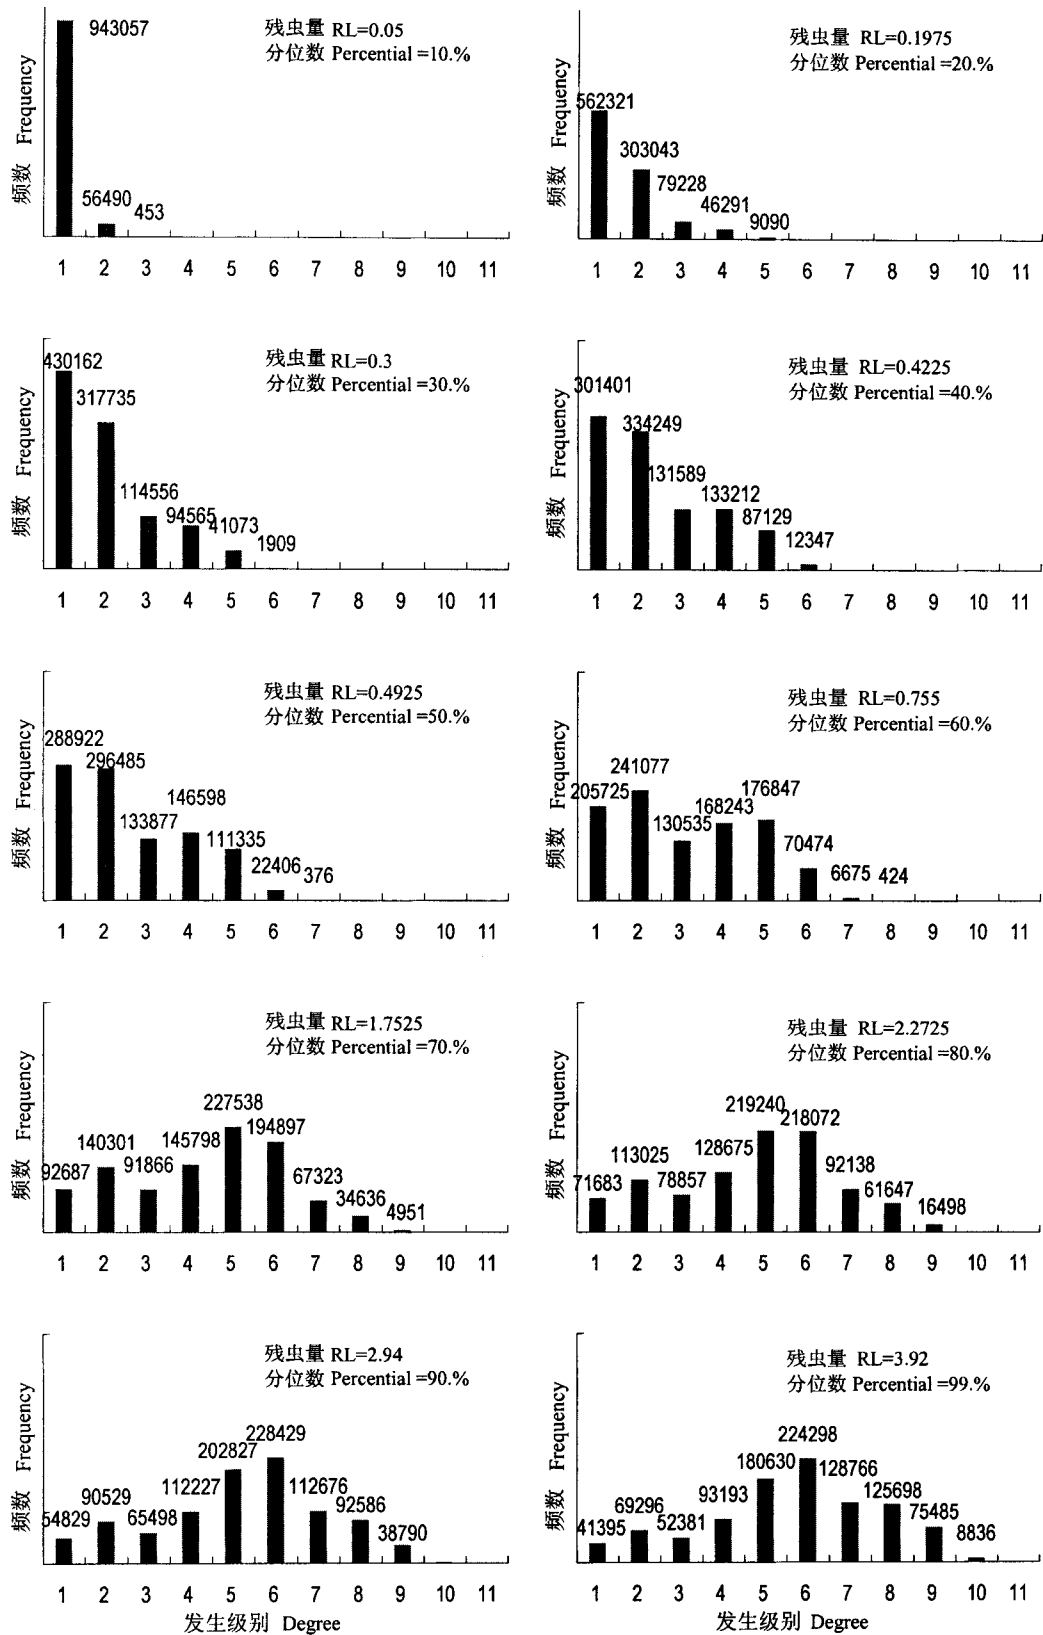 943057
残虫量 RL=0.05
分位数 Percential =10.%
频数 Frequency
56490
453
1 2 3 4 5 6 7 8 9 10 11
残虫量 RL=0.1975
分位数 Percential =20.%
频数 Frequency
562321
303043
79228
46291
9090
1 2 3 4 5 6 7 8 9 10 11
残虫量 RL=0.3
分位数 Percential =30.%
频数 Frequency
430162
317735
114556
94565
41073
1909
1 2 3 4 5 6 7 8 9 10 11
残虫量 RL=0.4225
分位数 Percential =40.%
频数 Frequency
301401
334249
131589
133212
87129
12347
1 2 3 4 5 6 7 8 9 10 11
残虫量 RL=0.4925
分位数 Percential =50.%
频数 Frequency
288922
296485
133877
146598
111335
22406
376
1 2 3 4 5 6 7 8 9 10 11
残虫量 RL=0.755
分位数 Percential =60.%
频数 Frequency
205725
241077
130535
168243
176847
70474
6675
424
1 2 3 4 5 6 7 8 9 10 11
残虫量 RL=1.7525
分位数 Percential =70.%
频数 Frequency
92687
140301
91866
145798
227538
194897
67323
34636
4951
1 2 3 4 5 6 7 8 9 10 11
残虫量 RL=2.2725
分位数 Percential =80.%
频数 Frequency
71683
113025
78857
128675
219240
218072
92138
61647
16498
1 2 3 4 5 6 7 8 9 10 11
残虫量 RL=2.94
分位数 Percential =90.%
频数 Frequency
54829
90529
65498
112227
202827
228429
112676
92586
38790
1 2 3 4 5 6 7 8 9 10 11
发生级别 Degree
残虫量 RL=3.92
分位数 Percential =99.%
频数 Frequency
41395
69296
52381
93193
180630
224298
128766
125698
75485
8836
1 2 3 4 5 6 7 8 9 10 11
发生级别 Degree